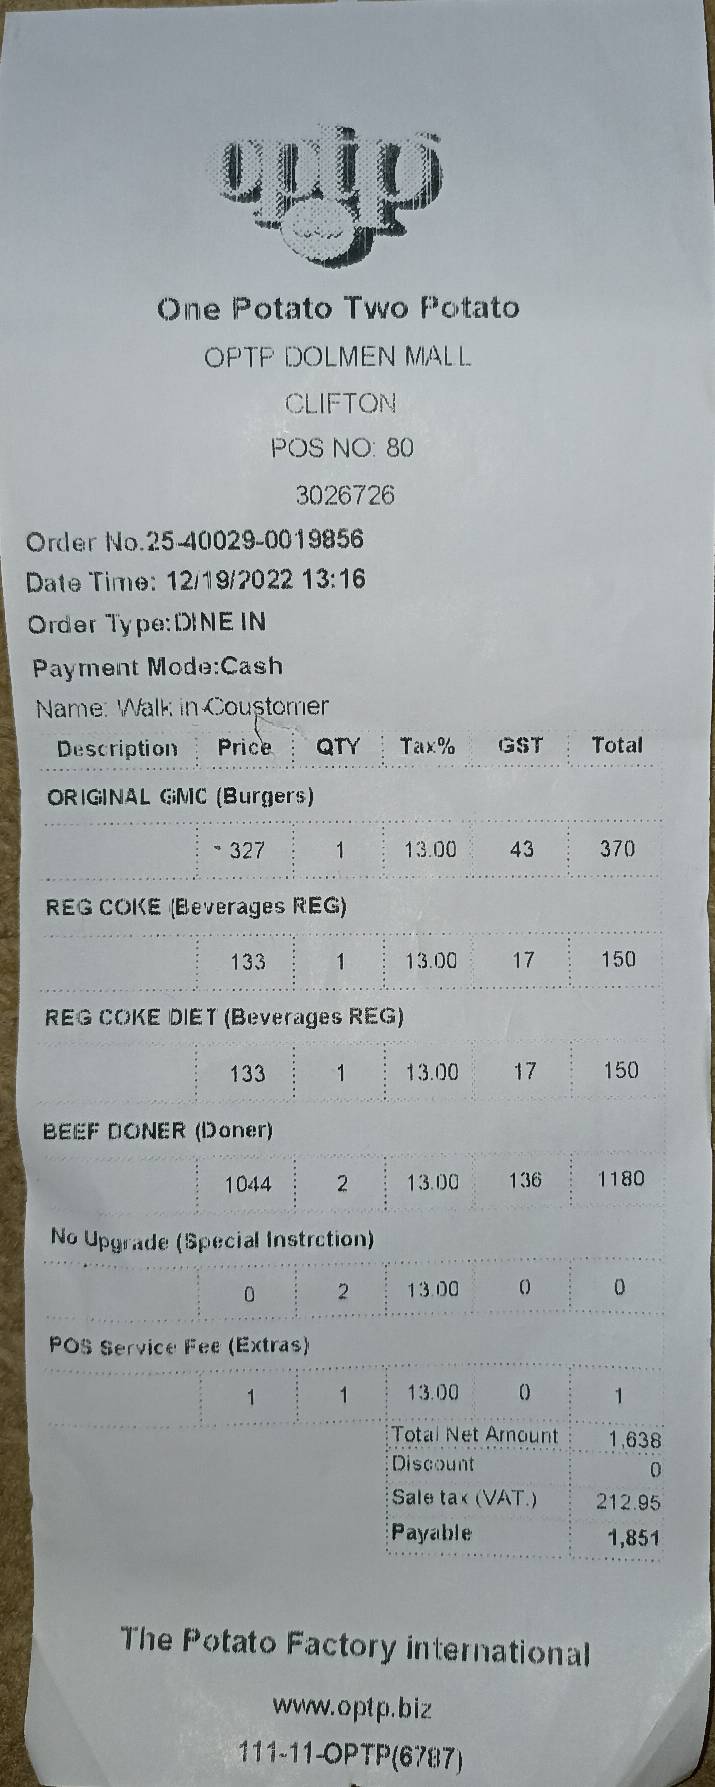 optp
One Potato Two Potato
OPTP DOLMEN MALL
CLIFTON
POS NO: 80
3026726
Order No.25-40029-0019856
Date Time: 12/19/2022 13:16
Order Type:DINE IN
Payment Mode:Cash
Name: Walk in Coustomer
Description Price QTY Tax% GST Total
ORIGINAL GMC (Burgers)
327 1 13.00 43 370
REG COKE (Beverages REG)
133 1 13.00 17 150
REG COKE DIET (Beverages REG)
133 1 13.00 17 150
BEEF DONER (Doner)
1044 2 13.00 136 1180
No Upgrade (Special Instrction)
0 2 13.00 0 0
POS Service Fee (Extras)
1 1 13.00 0 1
Total Net Amount 1,638
Discount 0
Sale tax (VAT.) 212.95
Payable 1,851
The Potato Factory international
www.optp.biz
111-11-OPTP(6787)